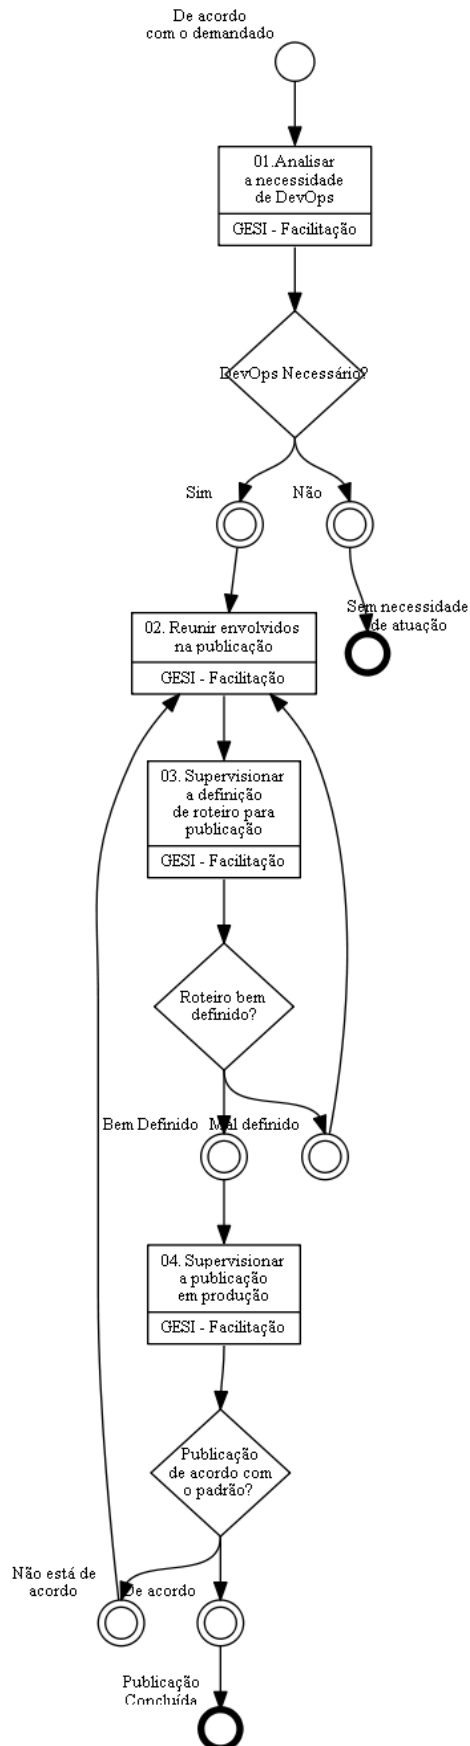 De acordo
com o demandado
01.Analisar
a necessidade
de DevOps
GESI - Facilitação
DevOps Necessário?
Sim
Não
Sem necessidade
de atuação
02. Reunir envolvidos
na publicação
GESI - Facilitação
03. Supervisionar
a definição
de roteiro para
publicação
GESI - Facilitação
Roteiro bem
definido?
Bem Definido
Mal definido
04. Supervisionar
a publicação
em produção
GESI - Facilitação
Publicação
de acordo com
o padrão?
Não está de
acordo
De acordo
Publicação
Concluída